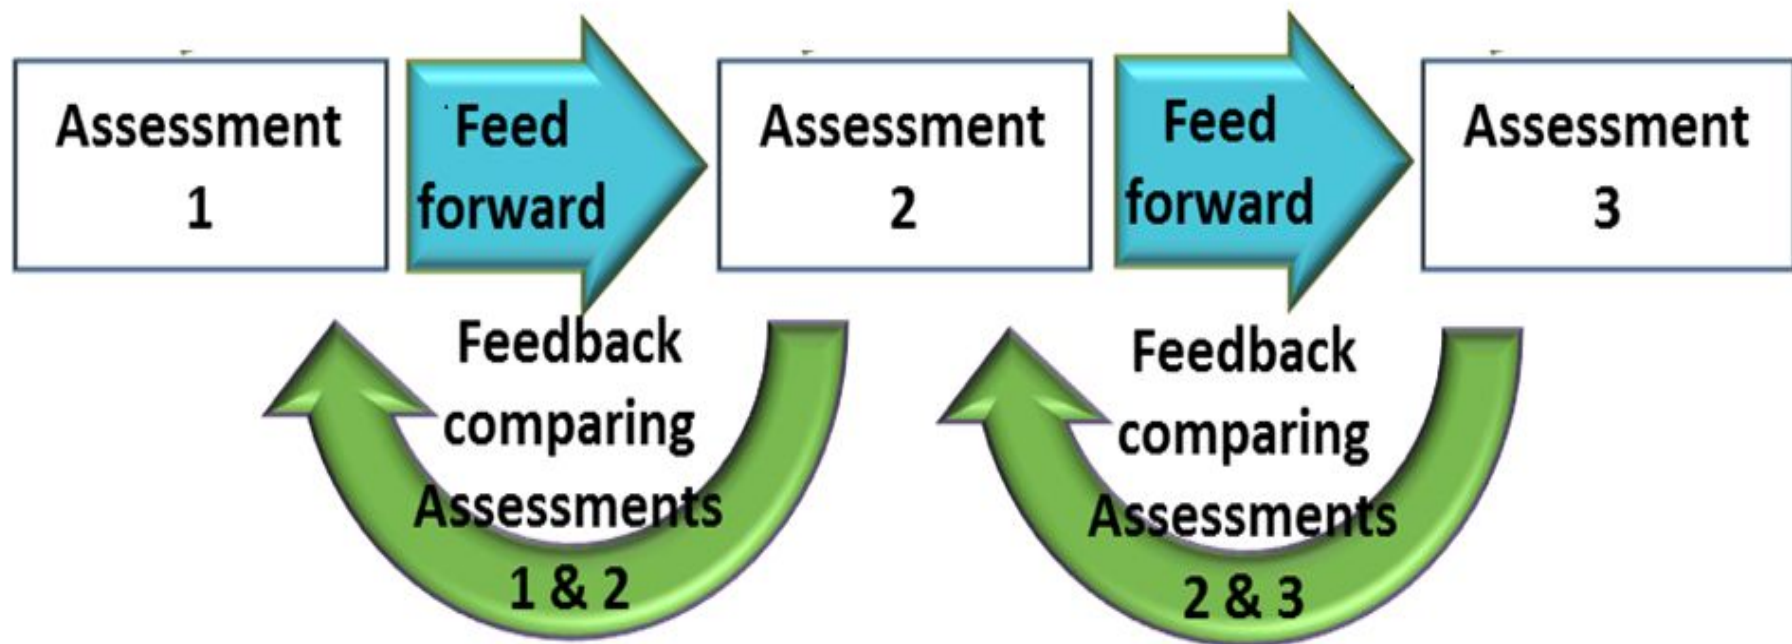 Assessment
1
Feed
forward
Assessment
2
Feed
forward
Assessment
3
Feedback
comparing
Assessments
1 & 2
Feedback
comparing
Assessments
2 & 3